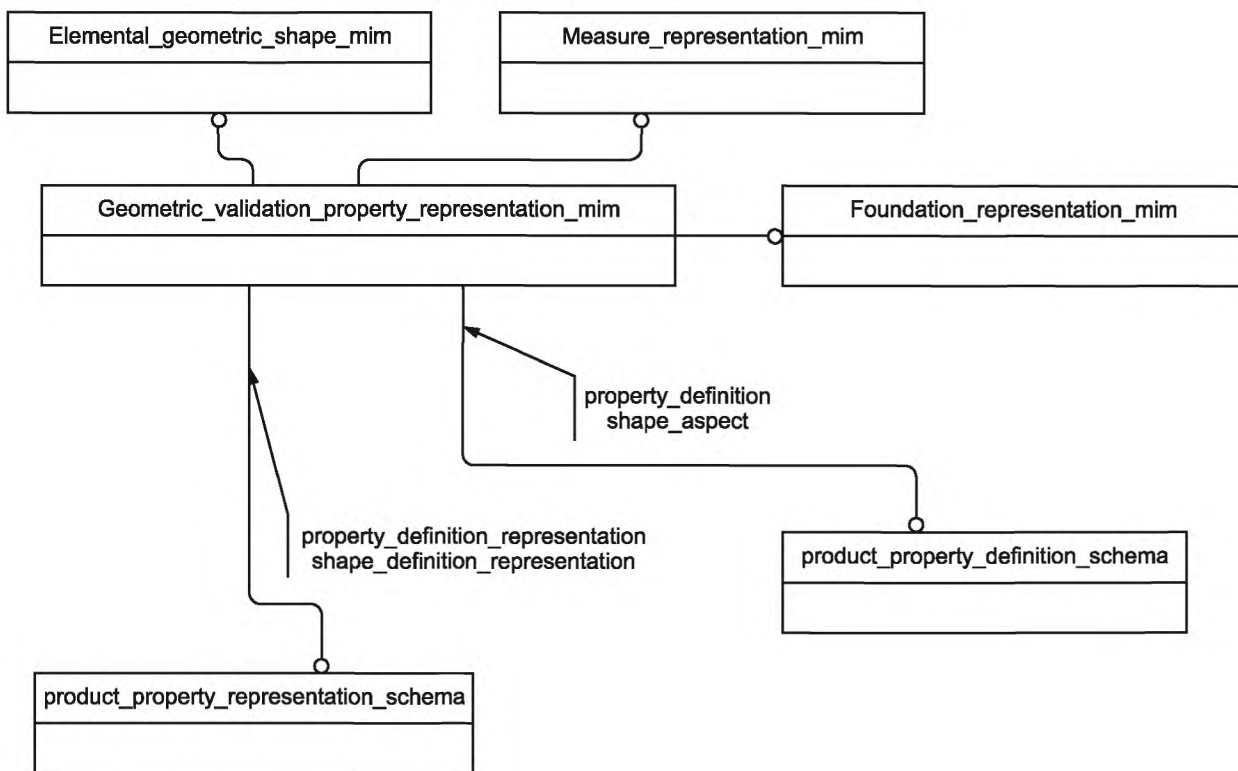 Elemental_geometric_shape_mim
Measure_representation_mim
Geometric_validation_property_representation_mim
Foundation_representation_mim
property_definition
shape_aspect
property_definition_representation
shape_definition_representation
product_property_definition_schema
product_property_representation_schema